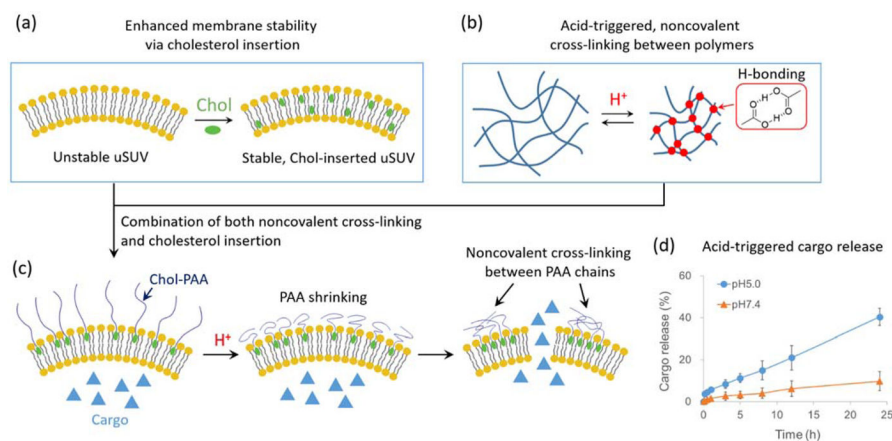 (a)
Enhanced membrane stability
via cholesterol insertion
Chol
Unstable uSUV
Stable, Chol-inserted uSUV
(b)
Acid-triggered, noncovalent
cross-linking between polymers
H-bonding
H⁺
O H O
O H O
Combination of both noncovalent cross-linking
and cholesterol insertion
(c)
Chol-PAA
Cargo
H⁺
PAA shrinking
Noncovalent cross-linking
between PAA chains
(d)
Acid-triggered cargo release
Cargo release (%)
60
40
20
0
pH5.0
pH7.4
0 5 10 15 20 25
Time (h)